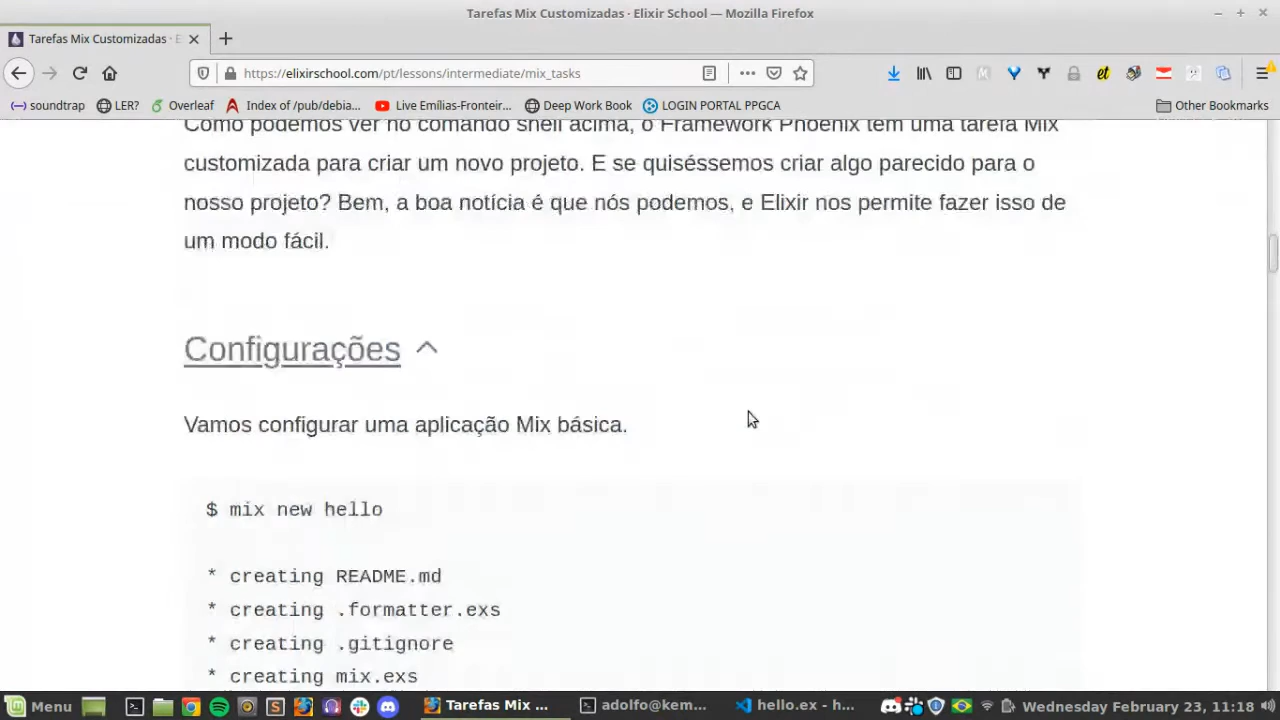 Tarefas Mix Customizadas · Elixir School — Mozilla Firefox
Tarefas Mix Customizadas · E
https://elixirschool.com/pt/lessons/intermediate/mix_tasks
soundtrap LER? Overleaf Index of /pub/debia... Live Emílias-Fronteir... Deep Work Book LOGIN PORTAL PPGCA Other Bookmarks
Como podemos ver no comando shell acima, o Framework Phoenix tem uma tarefa Mix
customizada para criar um novo projeto. E se quiséssemos criar algo parecido para o
nosso projeto? Bem, a boa notícia é que nós podemos, e Elixir nos permite fazer isso de
um modo fácil.
Configurações
Vamos configurar uma aplicação Mix básica.
$ mix new hello
* creating README.md
* creating .formatter.exs
* creating .gitignore
* creating mix.exs
Menu Tarefas Mix ... adolfo@kem... hello.ex - h... Wednesday February 23, 11:18